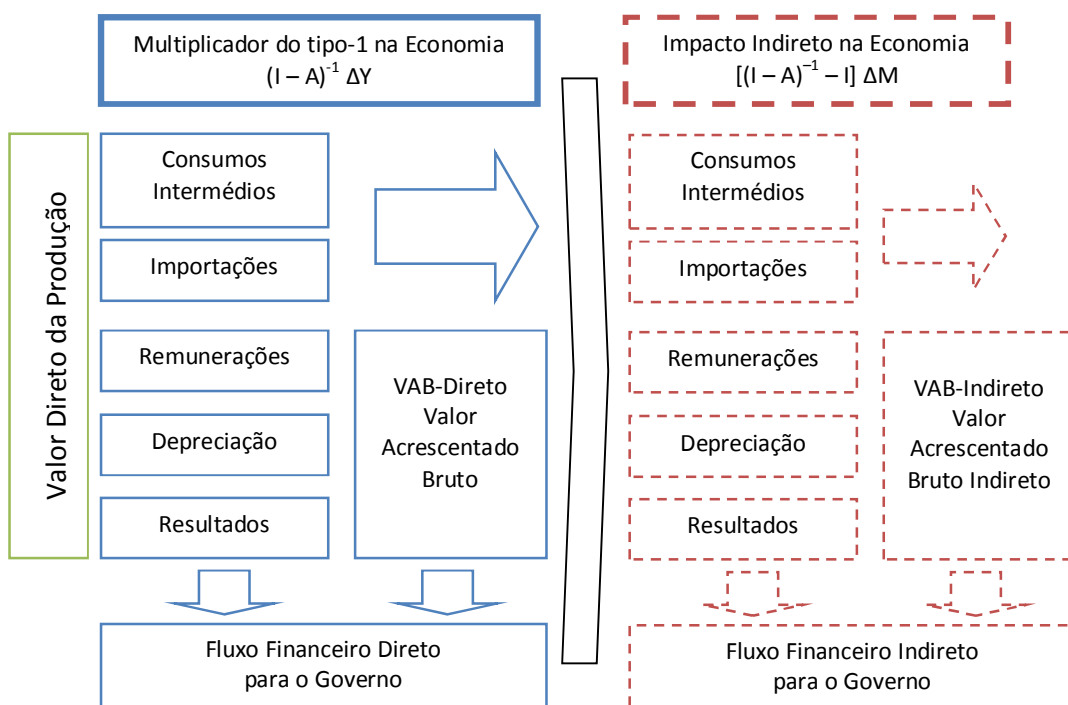 Multiplicador do tipo-1 na Economia
(I – A)⁻¹ ΔY
Impacto Indireto na Economia
[(I – A)⁻¹ – I] ΔM
Valor Direto da Produção
Consumos
Intermédios
Importações
Remunerações
Depreciação
Resultados
VAB-Direto
Valor
Acrescentado
Bruto
Fluxo Financeiro Direto
para o Governo
Consumos
Intermédios
Importações
Remunerações
Depreciação
Resultados
VAB-Indireto
Valor
Acrescentado
Bruto Indireto
Fluxo Financeiro Indireto
para o Governo